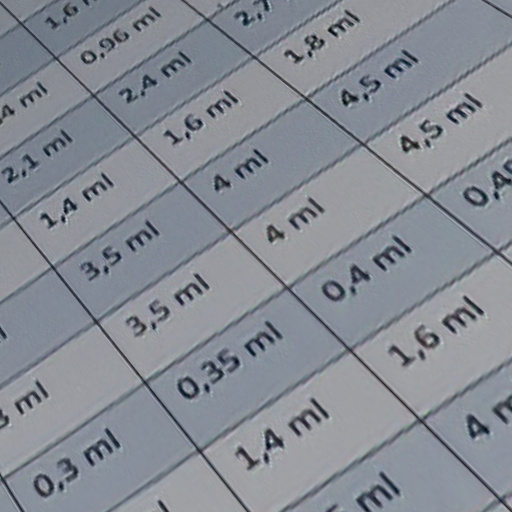 1,6
4 ml 0,96 ml
2,1 ml 2,4 ml 2,7
1,4 ml 1,6 ml 1,8 ml
3,5 ml 4 ml 4,5 ml
ml 3,5 ml 4 ml 4,5 ml
0,3 ml 0,35 ml 0,4 ml
1,4 ml 1,6 ml
ml 4